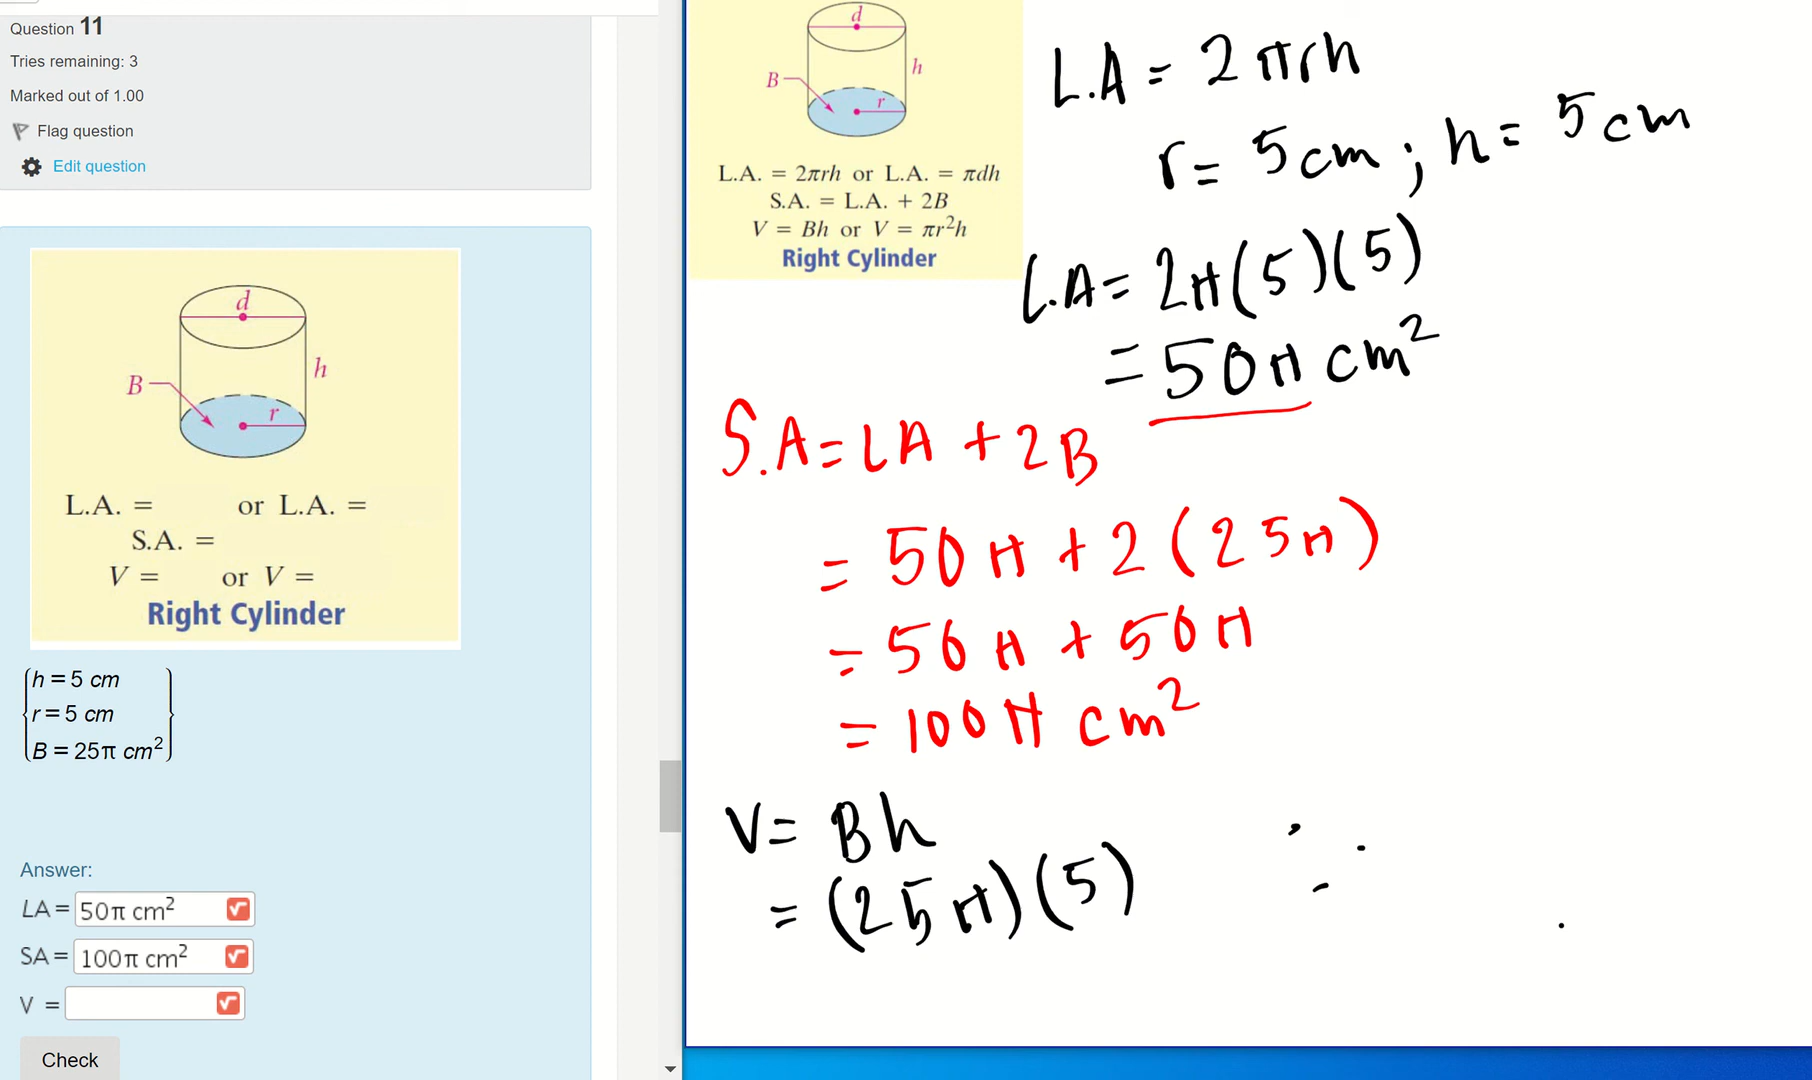 Question 11
Tries remaining: 3
Marked out of 1.00
Flag question
Edit question
d
h
B
r
L.A. =
or L.A. =
S.A. =
V =
or V =
Right Cylinder
h = 5 cm
r = 5 cm
B = 25π cm²
Answer:
LA = 50π cm²
SA = 100π cm²
V =
Check
d
B
h
r
L.A. = 2πrh or L.A. = πdh
S.A. = L.A. + 2B
V = Bh or V = πr²h
Right Cylinder
L.A = 2πrh
r = 5cm ; h = 5cm
L.A = 2π(5)(5)
= 50π cm²
S.A = LA + 2B
= 50π + 2(25π)
= 50π + 50π
= 100π cm²
V = Bh
= (25π)(5)